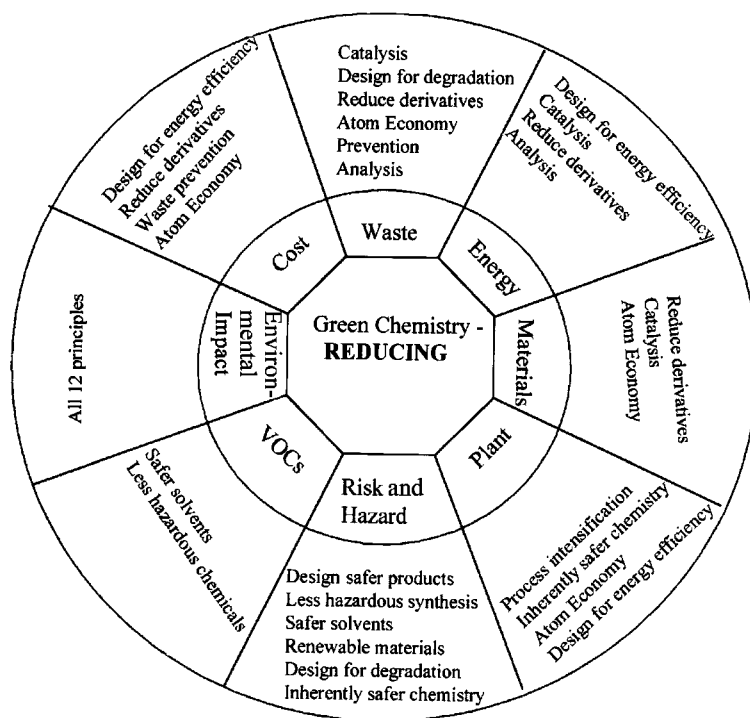 Green Chemistry -
REDUCING
Waste
Catalysis
Design for degradation
Reduce derivatives
Atom Economy
Prevention
Analysis
Energy
Design for energy efficiency
Catalysis
Reduce derivatives
Analysis
Materials
Reduce derivatives
Catalysis
Atom Economy
Plant
Process intensification
Inherently safer chemistry
Atom Economy
Design for energy efficiency
Risk and
Hazard
Design safer products
Less hazardous synthesis
Safer solvents
Renewable materials
Design for degradation
Inherently safer chemistry
VOCs
Safer solvents
Less hazardous chemicals
Environ-
mental
Impact
All 12 principles
Cost
Design for energy efficiency
Reduce derivatives
Waste prevention
Atom Economy